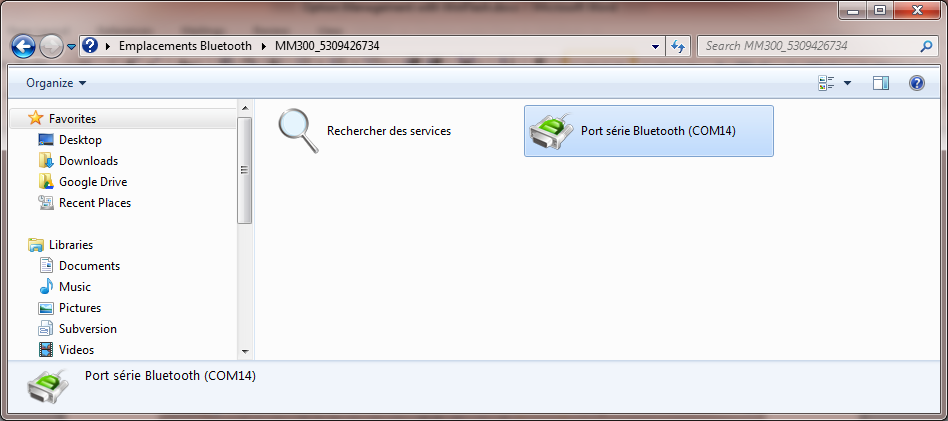 Emplacements Bluetooth MM300_5309426734
Search MM300_5309426734
Organize
Favorites
Desktop
Downloads
Google Drive
Recent Places
Libraries
Documents
Music
Pictures
Subversion
Videos
Rechercher des services
Port série Bluetooth (COM14)
Port série Bluetooth (COM14)